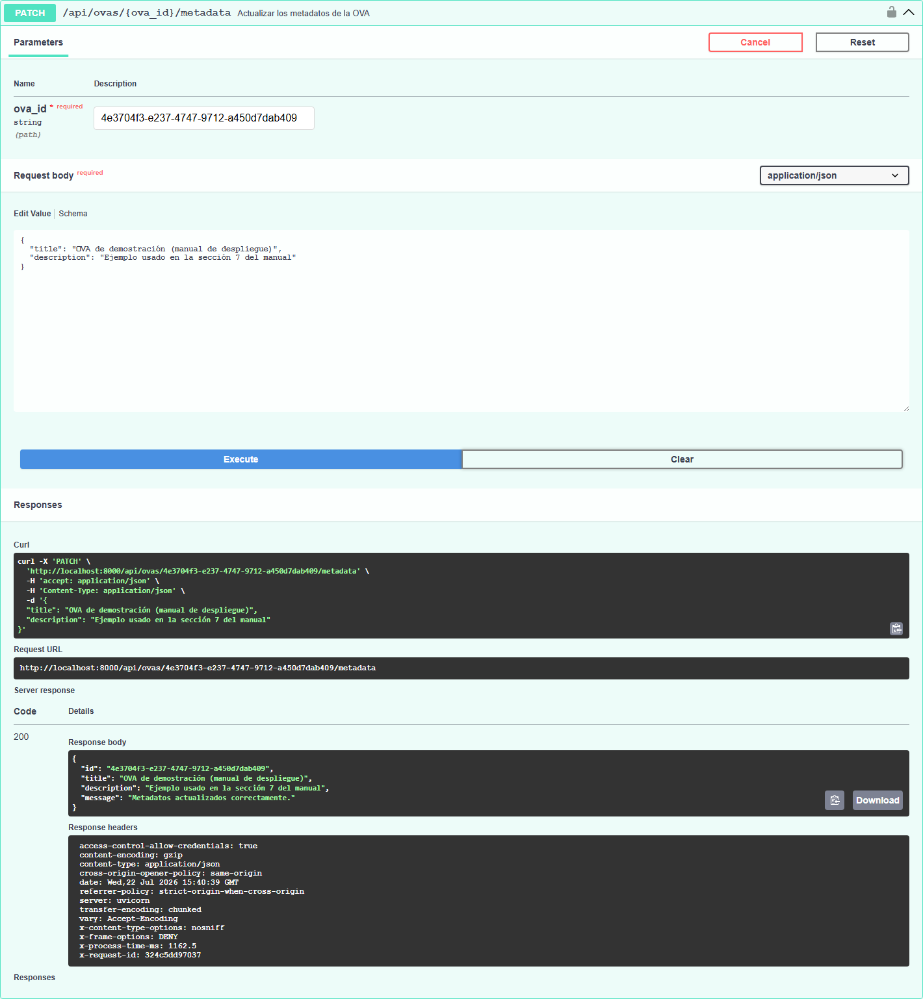 PATCH /api/ovas/{ova_id}/metadata Actualizar los metadatos de la OVA
Parameters
Cancel
Reset
Name Description
ova_id * required
string
(path)
4e3704f3-e237-4747-9712-a450d7dab409
Request body required
application/json
Edit Value Schema
{
  "title": "OVA de demostración (manual de despliegue)",
  "description": "Ejemplo usado en la sección 7 del manual"
}
Execute
Clear
Responses
Curl
curl -X 'PATCH' \
  'http://localhost:8000/api/ovas/4e3704f3-e237-4747-9712-a450d7dab409/metadata' \
  -H 'accept: application/json' \
  -H 'Content-Type: application/json' \
  -d '{
  "title": "OVA de demostración (manual de despliegue)",
  "description": "Ejemplo usado en la sección 7 del manual"
}'
Request URL
http://localhost:8000/api/ovas/4e3704f3-e237-4747-9712-a450d7dab409/metadata
Server response
Code Details
200
Response body
{
  "id": "4e3704f3-e237-4747-9712-a450d7dab409",
  "title": "OVA de demostración (manual de despliegue)",
  "description": "Ejemplo usado en la sección 7 del manual",
  "message": "Metadatos actualizados correctamente."
}
Download
Response headers
access-control-allow-credentials: true
content-encoding: gzip
content-type: application/json
cross-origin-opener-policy: same-origin
date: Wed,22 Jul 2026 15:40:39 GMT
referrer-policy: strict-origin-when-cross-origin
server: uvicorn
transfer-encoding: chunked
vary: Accept-Encoding
x-content-type-options: nosniff
x-frame-options: DENY
x-process-time-ms: 1162.5
x-request-id: 324c5dd97037
Responses